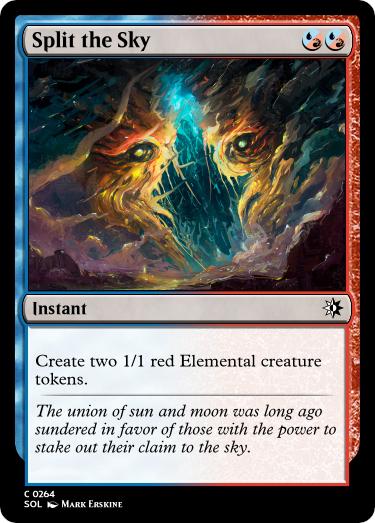 Split the Sky
Instant
Create two 1/1 red Elemental creature
tokens.
The union of sun and moon was long ago
sundered in favor of those with the power to
stake out their claim to the sky.
C 0264
SOL Mark Erskine